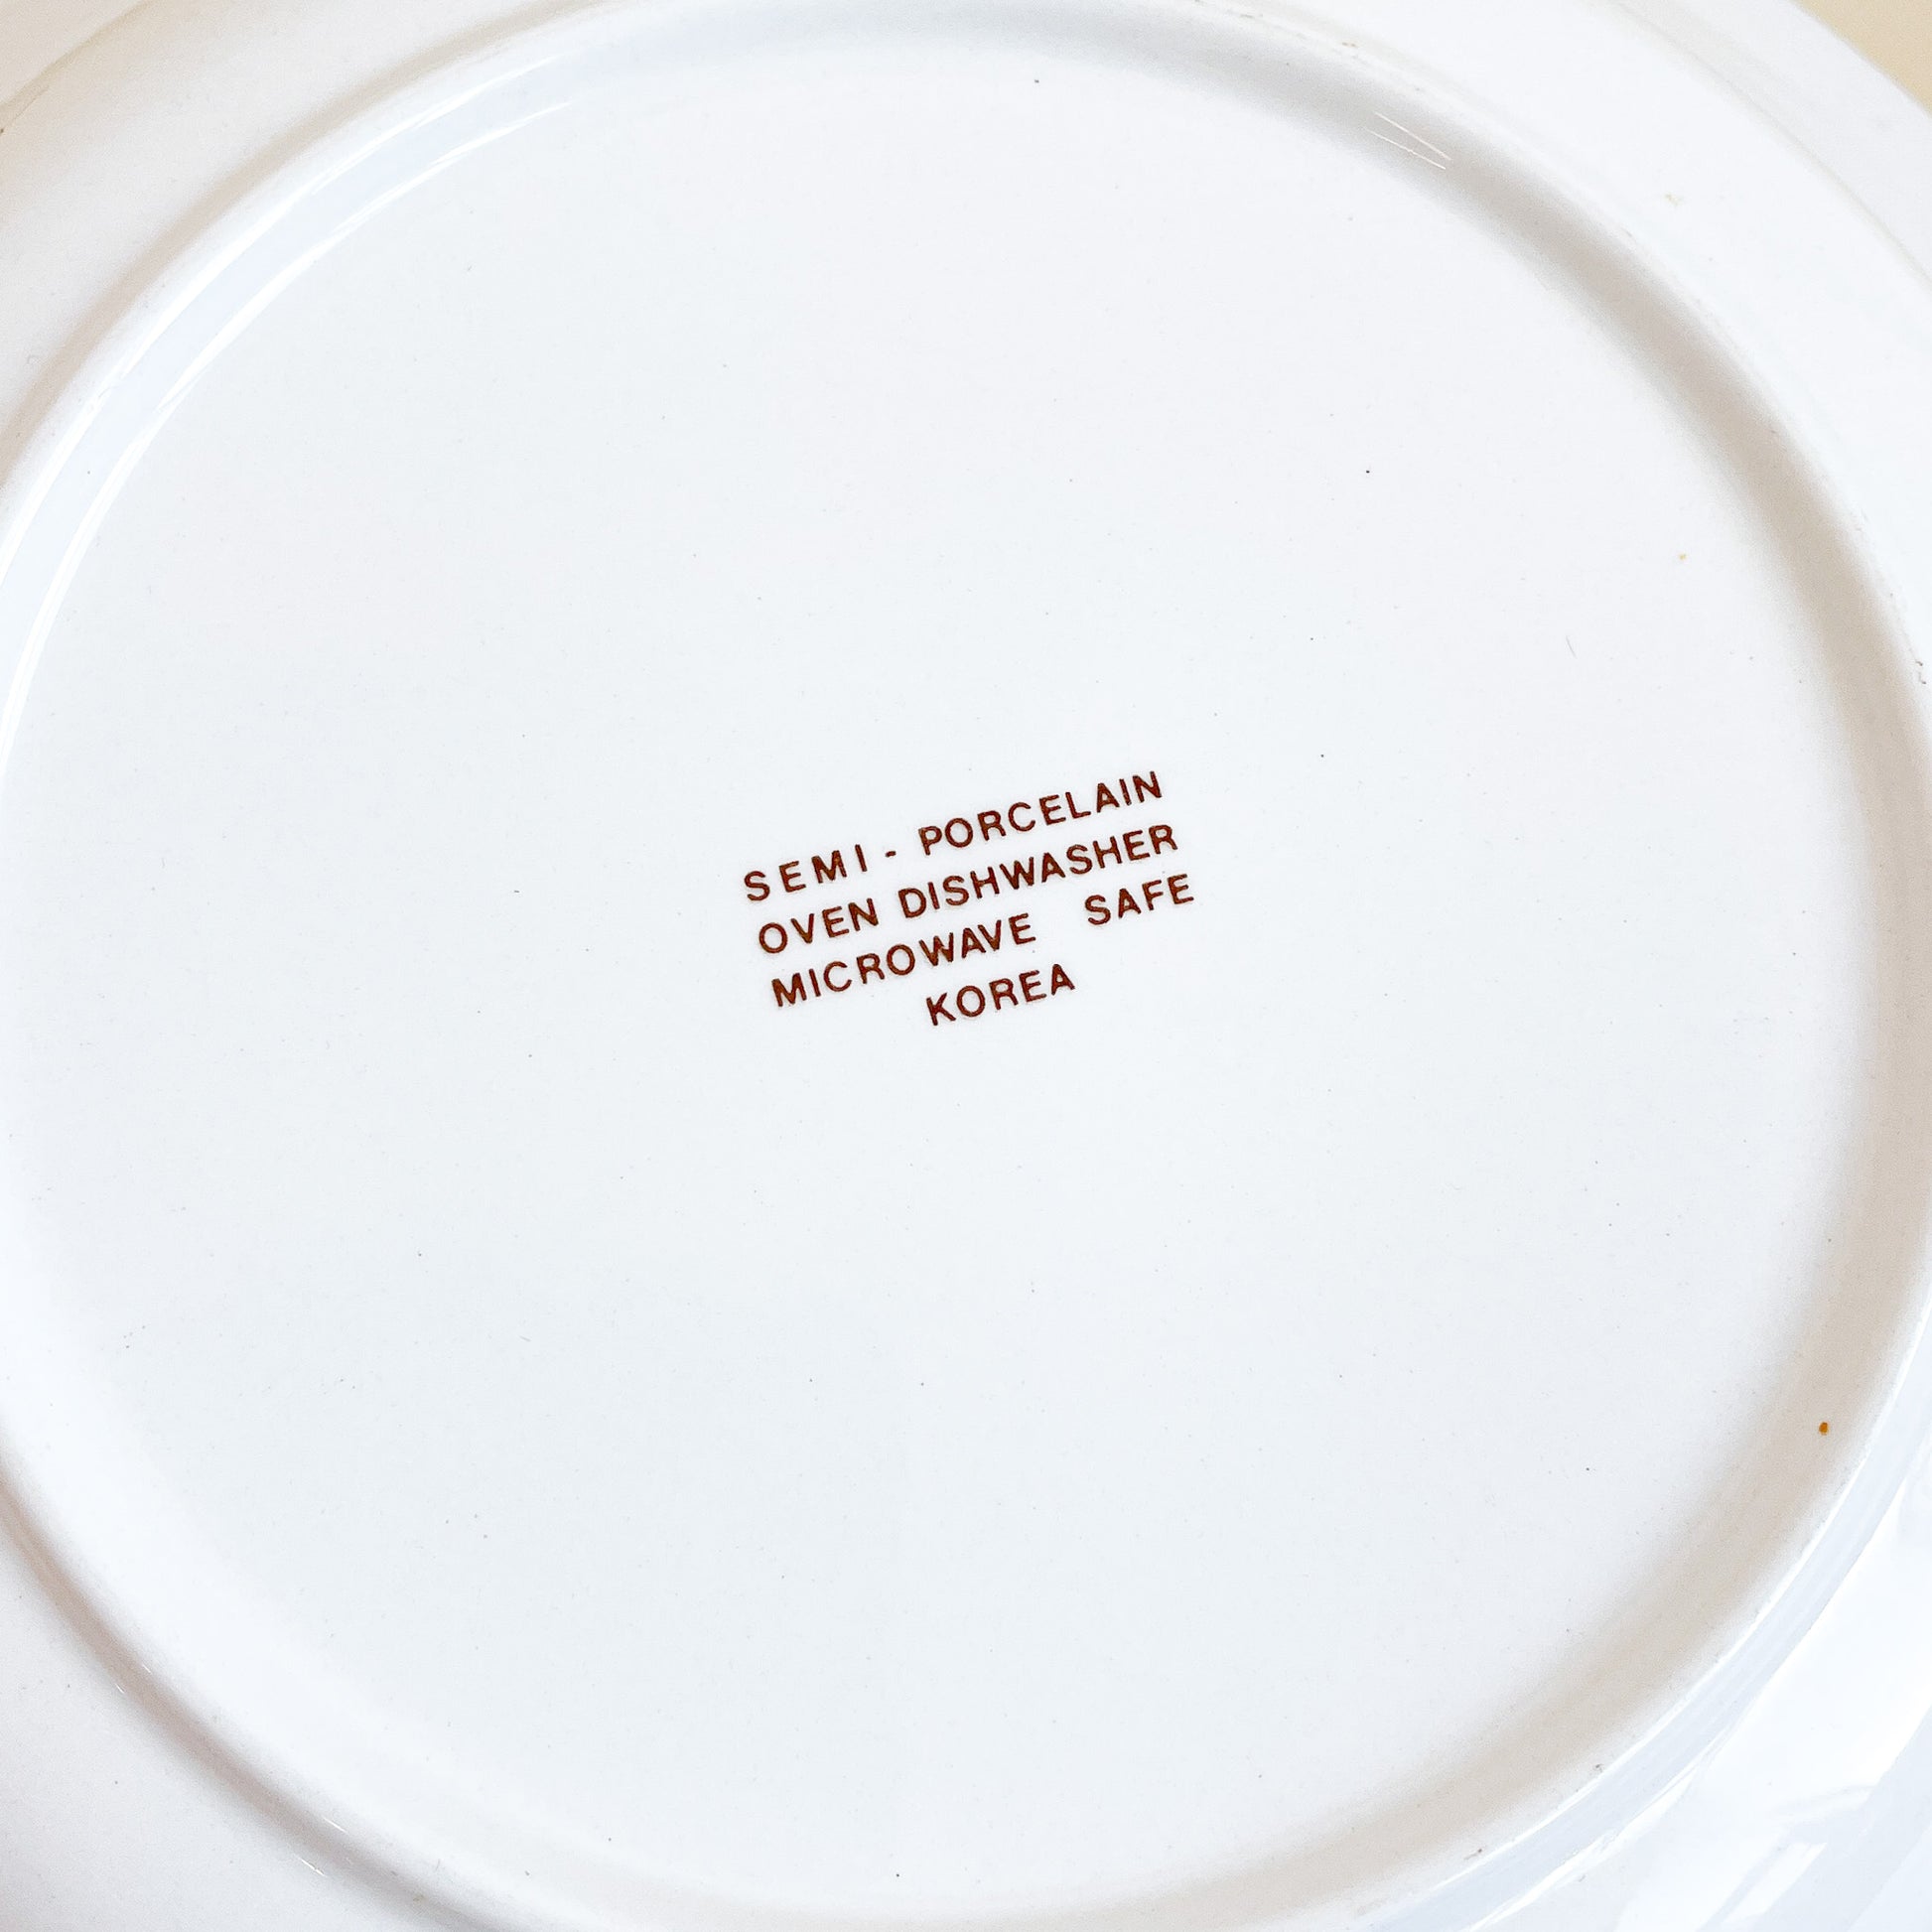 SEMI - PORCELAIN
OVEN DISHWASHER
MICROWAVE SAFE
KOREA